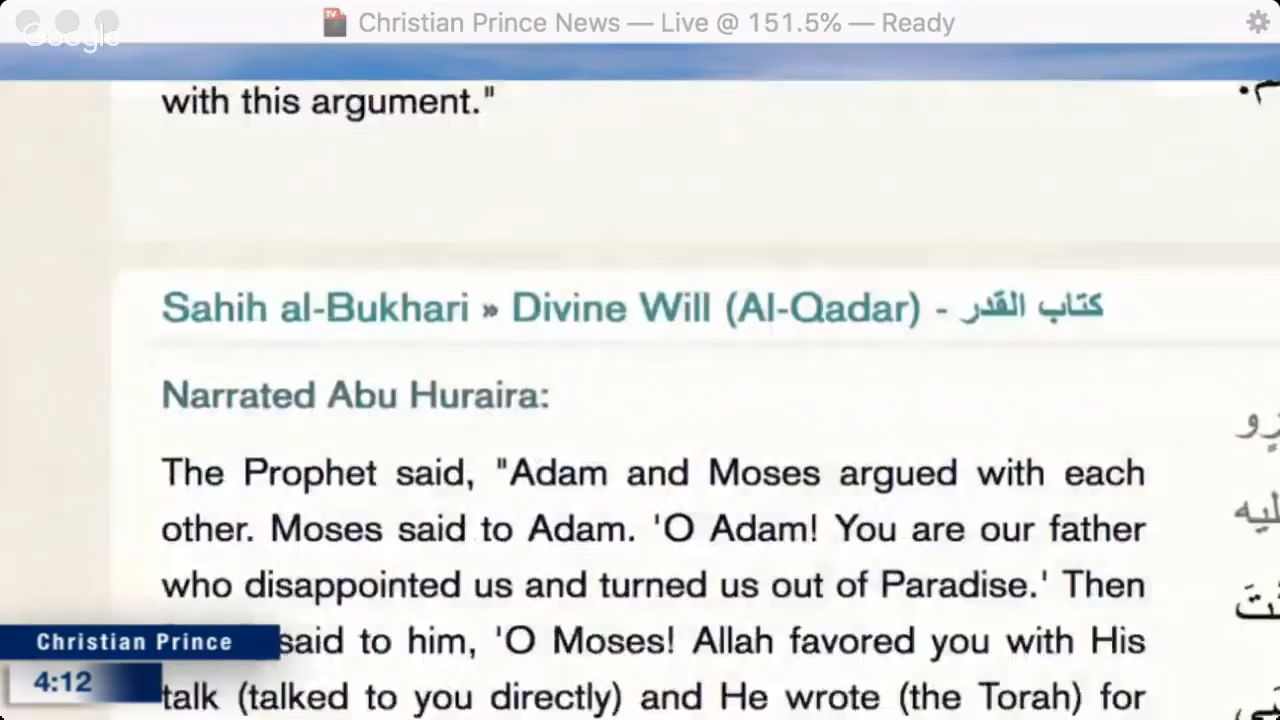 Google
Christian Prince News — Live @ 151.5% — Ready
with this argument."
Sahih al-Bukhari » Divine Will (Al-Qadar) - كتاب القدر
Narrated Abu Huraira:
The Prophet said, "Adam and Moses argued with each
other. Moses said to Adam. 'O Adam! You are our father
who disappointed us and turned us out of Paradise.' Then
said to him, 'O Moses! Allah favored you with His
talk (talked to you directly) and He wrote (the Torah) for
Christian Prince
4:12